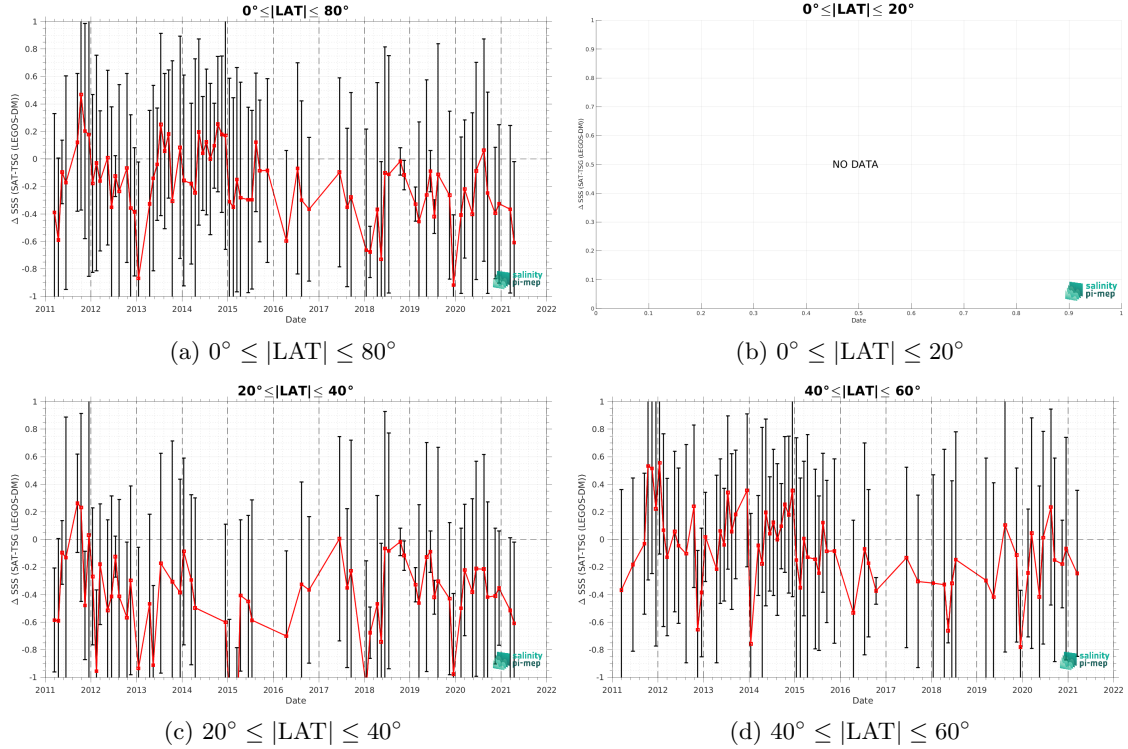 0°≤|LAT|≤ 80°
Δ SSS (SAT-TSG (LEGOS-DM))
1
0.8
0.6
0.4
0.2
0
-0.2
-0.4
-0.6
-0.8
-1
2011 2012 2013 2014 2015 2016 2017 2018 2019 2020 2021 2022
Date
salinity
pi-mep
(a) 0° ≤ |LAT| ≤ 80°
0°≤|LAT|≤ 20°
Δ SSS (SAT-TSG (LEGOS-DM))
1
0.9
0.8
0.7
0.6
0.5
0.4
0.3
0.2
0.1
0
NO DATA
0 0.1 0.2 0.3 0.4 0.5 0.6 0.7 0.8 0.9 1
Date
salinity
pi-mep
(b) 0° ≤ |LAT| ≤ 20°
20°≤|LAT|≤ 40°
Δ SSS (SAT-TSG (LEGOS-DM))
1
0.8
0.6
0.4
0.2
0
-0.2
-0.4
-0.6
-0.8
-1
2011 2012 2013 2014 2015 2016 2017 2018 2019 2020 2021 2022
Date
salinity
pi-mep
(c) 20° ≤ |LAT| ≤ 40°
40°≤|LAT|≤ 60°
Δ SSS (SAT-TSG (LEGOS-DM))
1
0.8
0.6
0.4
0.2
0
-0.2
-0.4
-0.6
-0.8
-1
2011 2012 2013 2014 2015 2016 2017 2018 2019 2020 2021 2022
Date
salinity
pi-mep
(d) 40° ≤ |LAT| ≤ 60°